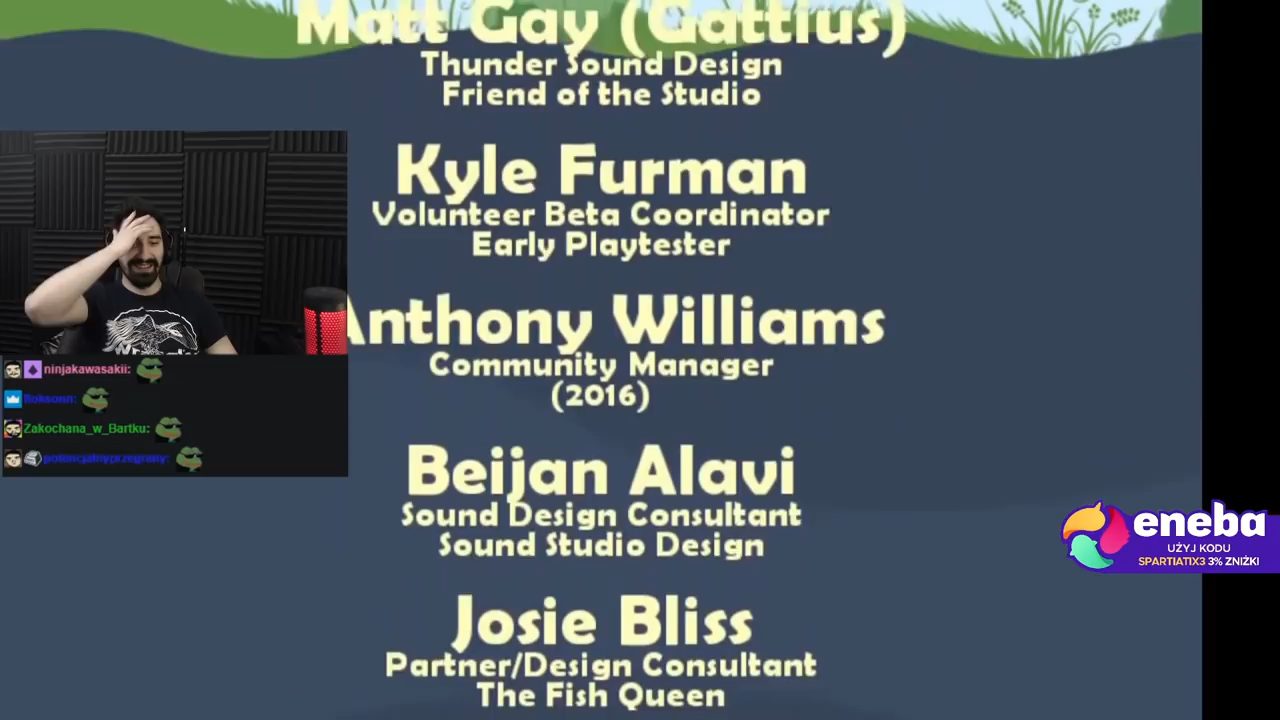 Matt Gay (Gattius)
Thunder Sound Design
Friend of the Studio
Kyle Furman
Volunteer Beta Coordinator
Early Playtester
Anthony Williams
Community Manager
(2016)
Beijan Alavi
Sound Design Consultant
Sound Studio Design
Josie Bliss
Partner/Design Consultant
The Fish Queen
ninjakawasakii:
Roksonn:
Zakochana_w_Bartku:
potencjalnyprzegrany:
eneba
UŻYJ KODU
SPARTIATIX3 3% ZNIŻKI